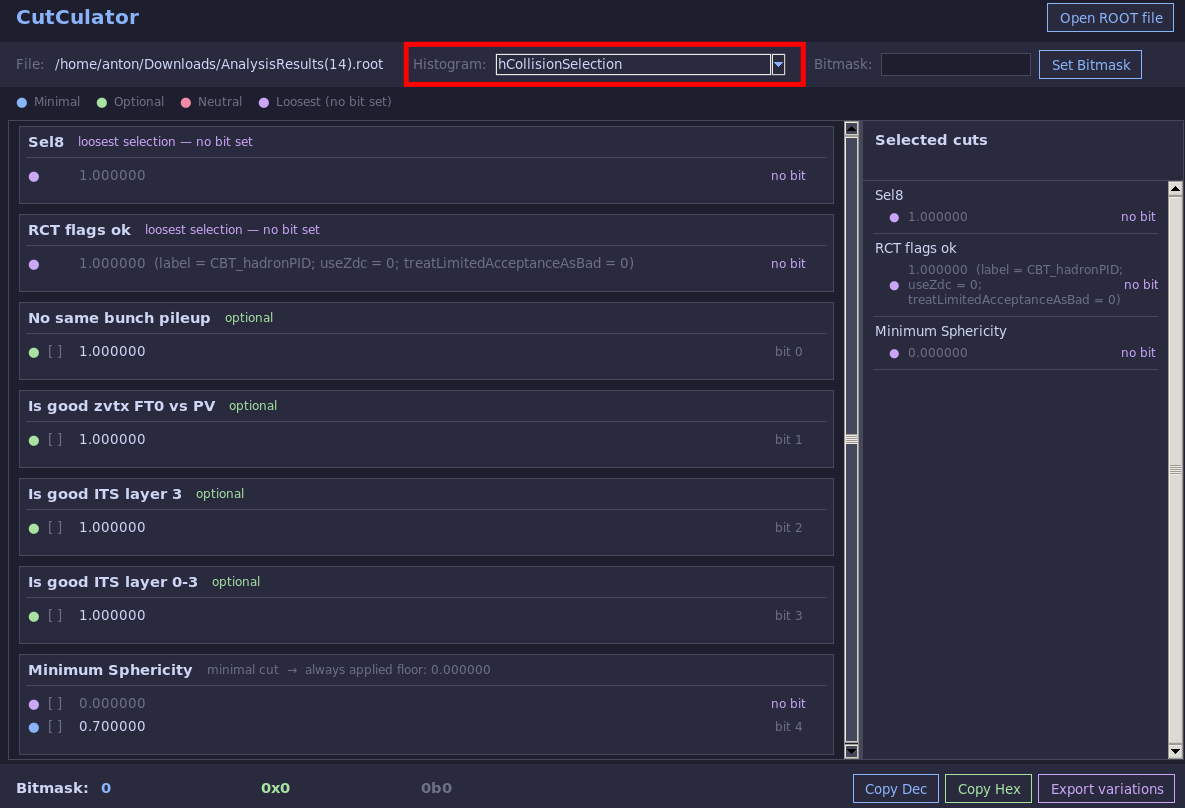 CutCulator
Open ROOT file
File: /home/anton/Downloads/AnalysisResults(14).root
Histogram: hCollisionSelection
Bitmask:
Set Bitmask
Minimal Optional Neutral Loosest (no bit set)
Sel8 loosest selection — no bit set
1.000000 no bit
RCT flags ok loosest selection — no bit set
1.000000 (label = CBT_hadronPID; useZdc = 0; treatLimitedAcceptanceAsBad = 0) no bit
No same bunch pileup optional
[ ] 1.000000 bit 0
Is good zvtx FT0 vs PV optional
[ ] 1.000000 bit 1
Is good ITS layer 3 optional
[ ] 1.000000 bit 2
Is good ITS layer 0-3 optional
[ ] 1.000000 bit 3
Minimum Sphericity minimal cut → always applied floor: 0.000000
[ ] 0.000000 no bit
[ ] 0.700000 bit 4
Selected cuts
Sel8
1.000000 no bit
RCT flags ok
1.000000 (label = CBT_hadronPID;
useZdc = 0; no bit
treatLimitedAcceptanceAsBad = 0)
Minimum Sphericity
0.000000 no bit
Bitmask: 0 0x0 0b0
Copy Dec
Copy Hex
Export variations